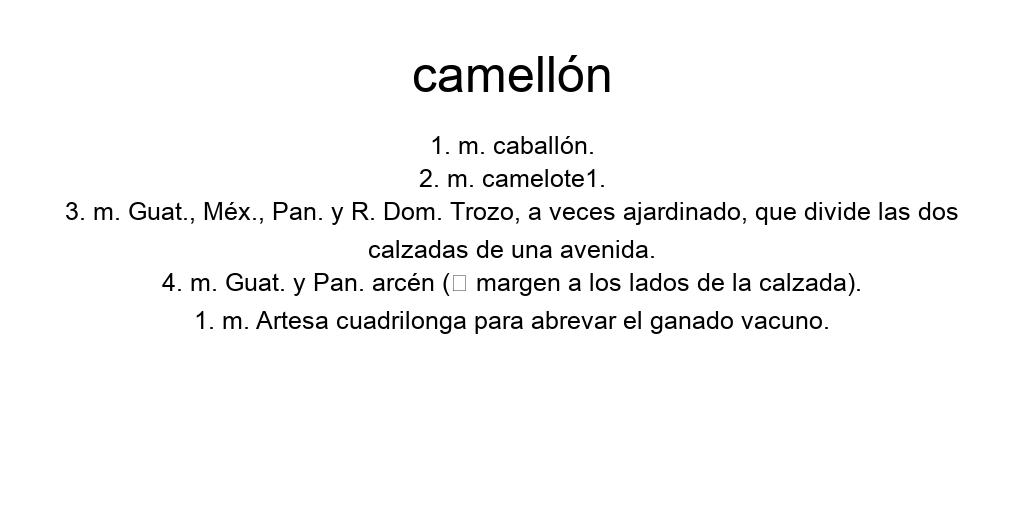 camellón
1. m. caballón.
2. m. camelote1.
3. m. Guat., Méx., Pan. y R. Dom. Trozo, a veces ajardinado, que divide las dos
calzadas de una avenida.
4. m. Guat. y Pan. arcén (□ margen a los lados de la calzada).
1. m. Artesa cuadrilonga para abrevar el ganado vacuno.